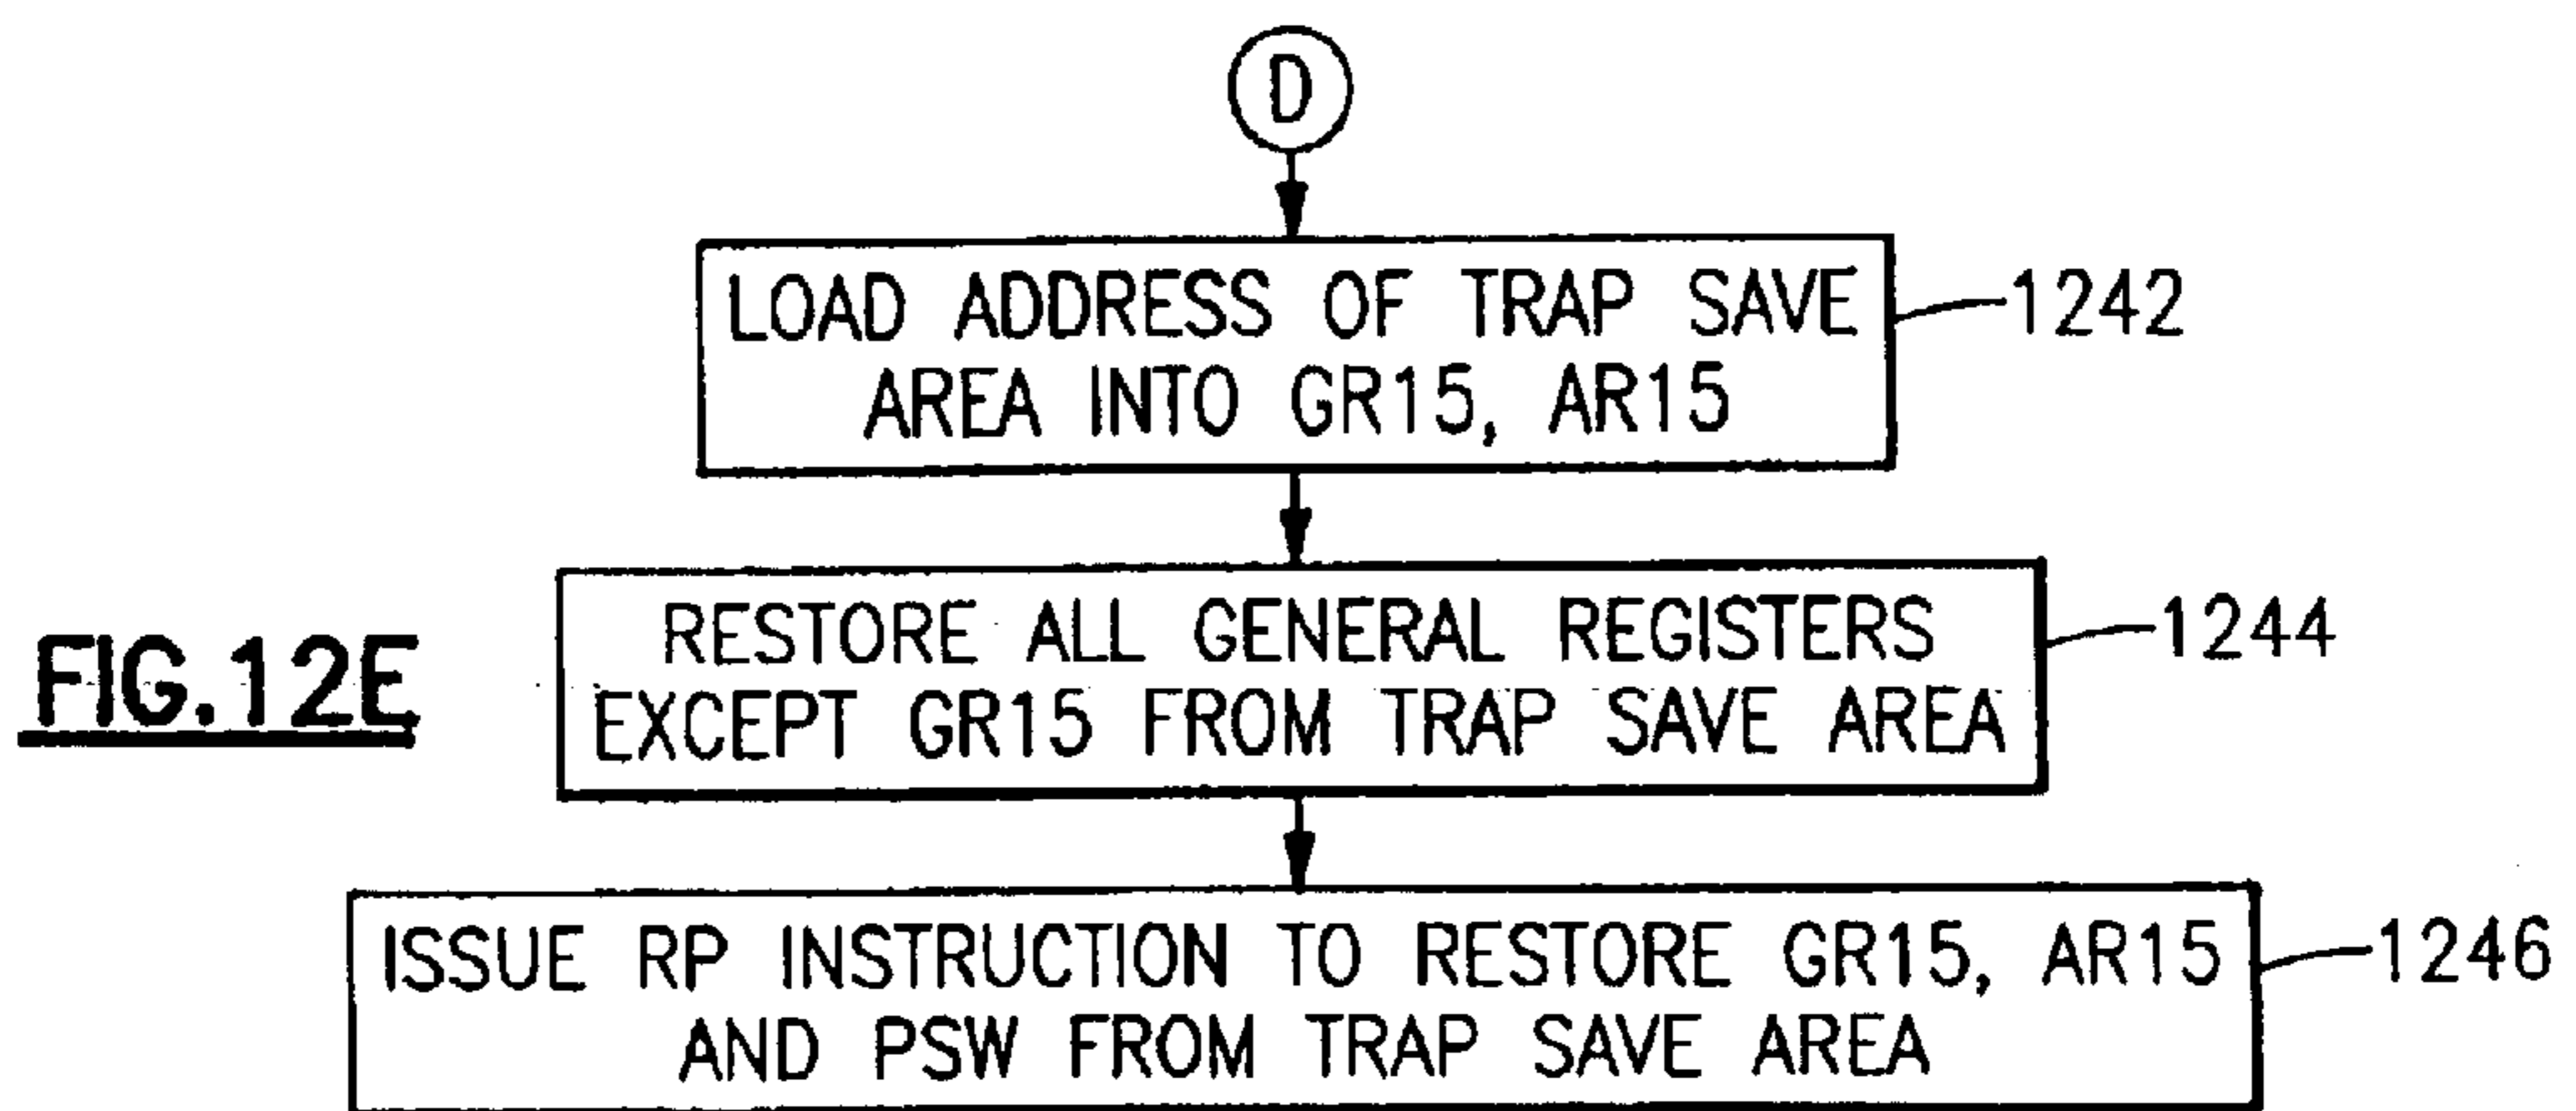 D
LOAD ADDRESS OF TRAP SAVE
AREA INTO GR15, AR15
1242
RESTORE ALL GENERAL REGISTERS
EXCEPT GR15 FROM TRAP SAVE AREA
1244
FIG.12E
ISSUE RP INSTRUCTION TO RESTORE GR15, AR15
AND PSW FROM TRAP SAVE AREA
1246